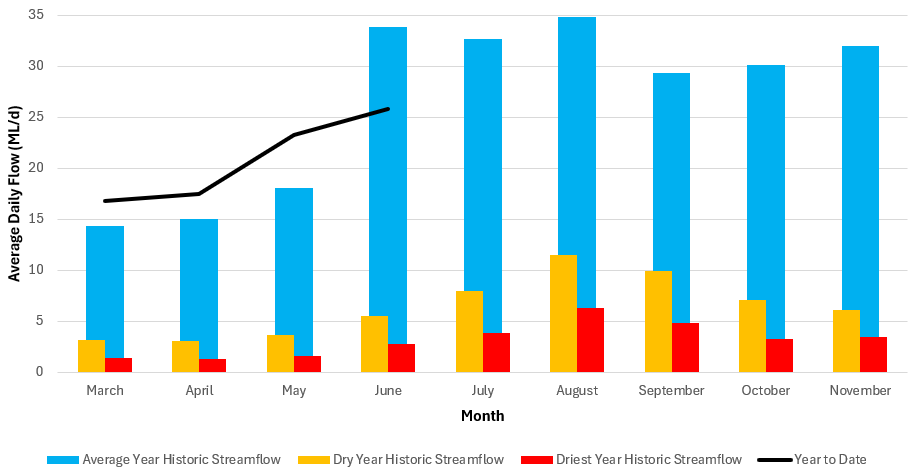 Average Daily Flow (ML/d)
35
30
25
20
15
10
5
0
March April May June July August September October November
Month
Average Year Historic Streamflow Dry Year Historic Streamflow Driest Year Historic Streamflow Year to Date